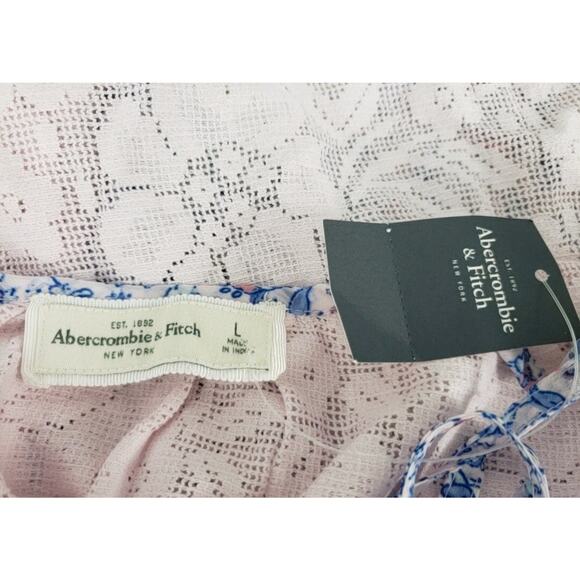 EST. 1892
Abercrombie & Fitch
NEW YORK
L
MADE
IN INDIA
Abercrombie
& Fitch
EST. 1892
NEW YORK